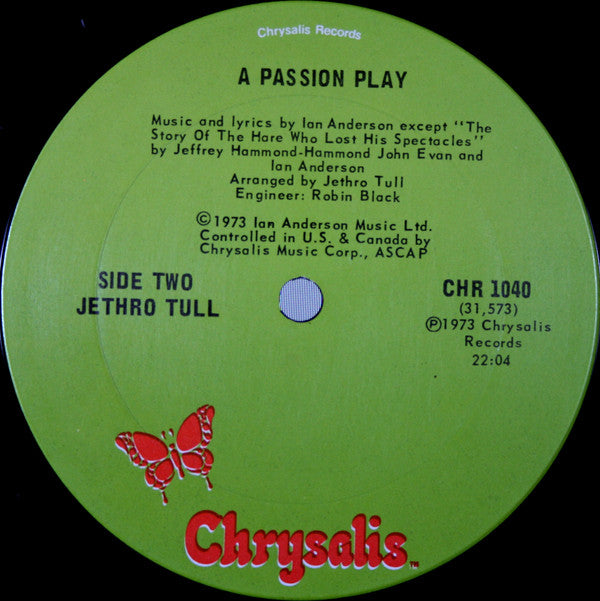 Chrysalis Records
A PASSION PLAY
Music and lyrics by Ian Anderson except "The
Story Of The Hare Who Lost His Spectacles"
by Jeffrey Hammond-Hammond John Evan and
Ian Anderson
Arranged by Jethro Tull
Engineer: Robin Black
©1973 Ian Anderson Music Ltd.
Controlled in U.S. & Canada by
Chrysalis Music Corp., ASCAP
SIDE TWO
JETHRO TULL
CHR 1040
(31,573)
℗1973 Chrysalis
Records
22:04
Chrysalis™